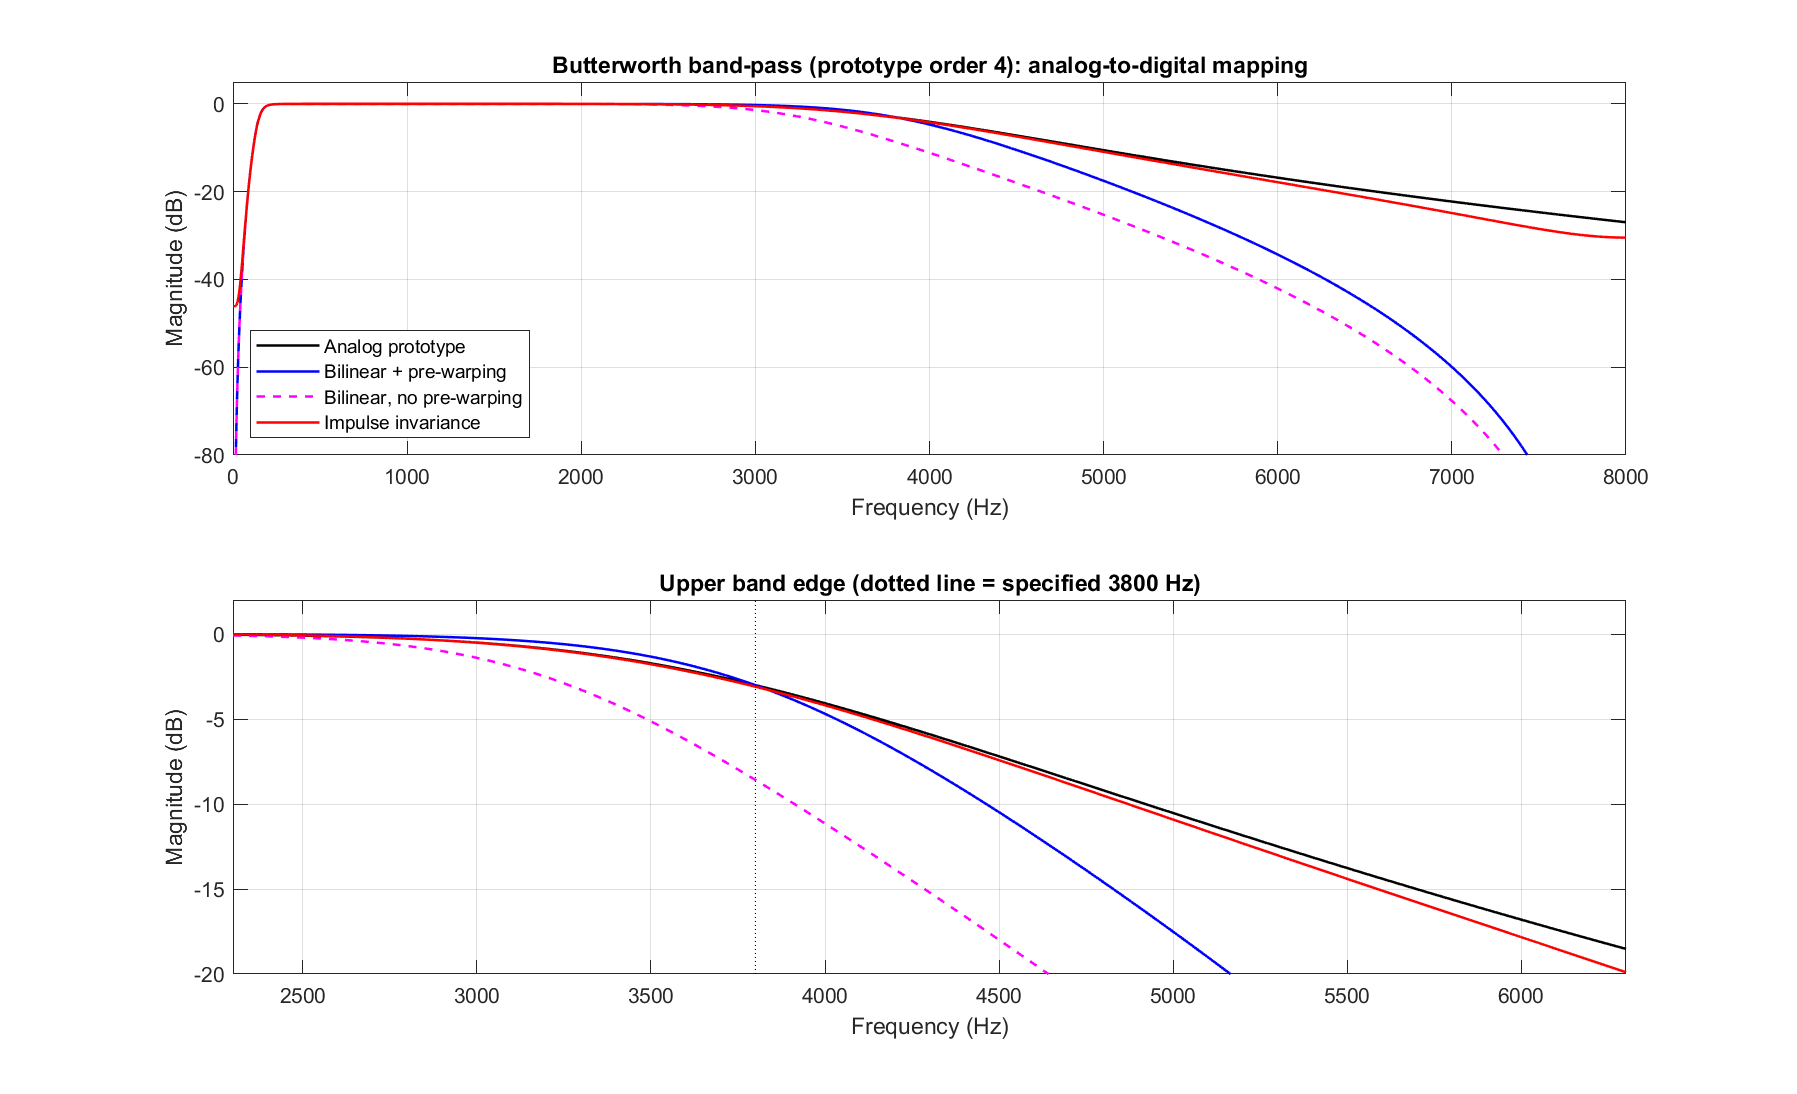 Butterworth band-pass (prototype order 4): analog-to-digital mapping
0
-20
-40
-60
-80
Magnitude (dB)
Analog prototype
Bilinear + pre-warping
Bilinear, no pre-warping
Impulse invariance
0 1000 2000 3000 4000 5000 6000 7000 8000
Frequency (Hz)
Upper band edge (dotted line = specified 3800 Hz)
0
-5
-10
-15
-20
Magnitude (dB)
2500 3000 3500 4000 4500 5000 5500 6000
Frequency (Hz)